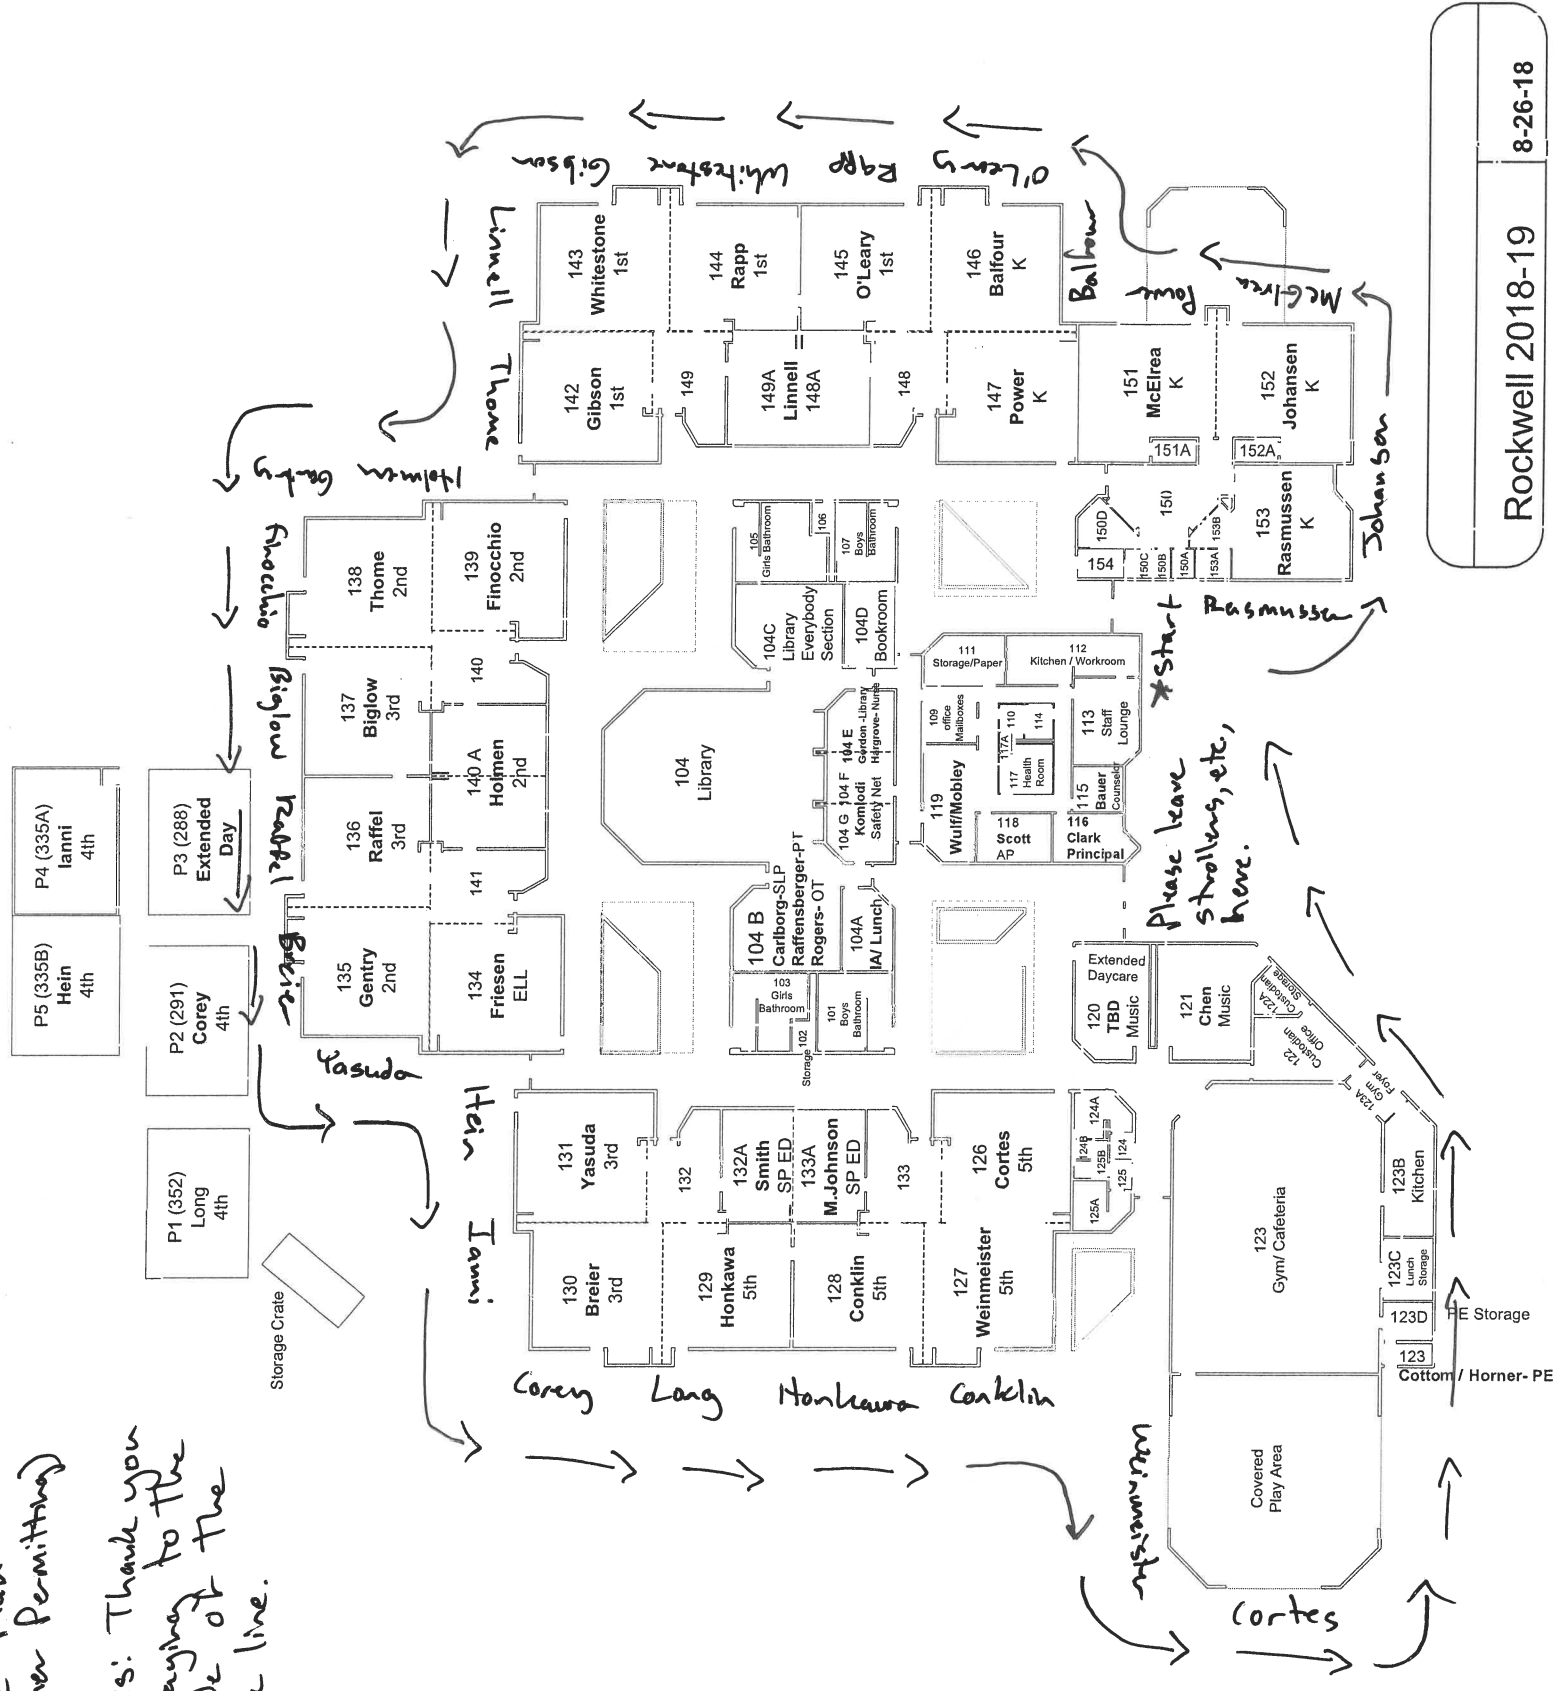 Rockwell 2018-19
8-26-18
P4 (335A)
Ianni
4th
P5 (335B)
Hein
4th
P3 (288)
Extended
Day
P2 (291)
Corey
4th
P1 (352)
Long
4th
Storage Crate
143
Whitestone
1st
144
Rapp
1st
145
O'Leary
1st
146
Balfour
K
142
Gibson
1st
149
149A
Linnell
148A
148
147
Power
K
151
McElrea
K
152
Johansen
K
151A
152A
150
150D
154
150C
150B
150A
153A
153B
153
Rasmussen
K
138
Thome
2nd
139
Finocchio
2nd
137
Biglow
3rd
140
140 A
Holmen
2nd
136
Raffel
3rd
141
135
Gentry
2nd
134
Friesen
ELL
105
Girls Bathroom
106
107
Boys
Bathroom
104C
Library
Everybody
Section
104D
Bookroom
104
Library
104 E
Gordon -Library
Hargrove- Nurse
104 G 104 F
Komlodi
Safety Net
104 B
Carlborg-SLP
Raffensberger-PT
Rogers- OT
104A
IA/ Lunch
103
Girls
Bathroom
Storage 102
101
Boys
Bathroom
111
Storage/Paper
112
Kitchen / Workroom
109
office
Mailboxes
110
114
117A
117
Health
Room
113
Staff
Lounge
115
Bauer
Counselor
119
Wulf/Mobley
118
Scott
AP
116
Clark
Principal
Extended
Daycare
120
TBD
Music
121
Chen
Music
122A
Custodian
Storage
122
Custodian
Office
123A
Gym
Foyer
131
Yasuda
3rd
132
132A
Smith
SP ED
133A
M.Johnson
SP ED
133
126
Cortes
5th
124A
124B
125B
124
125
125A
130
Breier
3rd
129
Honkawa
5th
128
Conklin
5th
127
Weinmeister
5th
123
Gym/ Cafeteria
123B
Kitchen
123C
Lunch
Storage
123D
PE Storage
123
Cottom / Horner- PE
Covered
Play Area
*Start
Rasmussen
Johansen
McElrea
Power
Balfour
O'Leary
Rapp
Whitestone
Gibson
Linnell
Thome
Holmen
Gentry
Finocchio
Biglow
Raffel
Breier
Yasuda
Hein
Ianni
Corey
Long
Honkawa
Conklin
Weinmeister
Cortes
Please leave
strollers, etc.,
here.
Permitting)
s: Thank you
to the
of the
line.